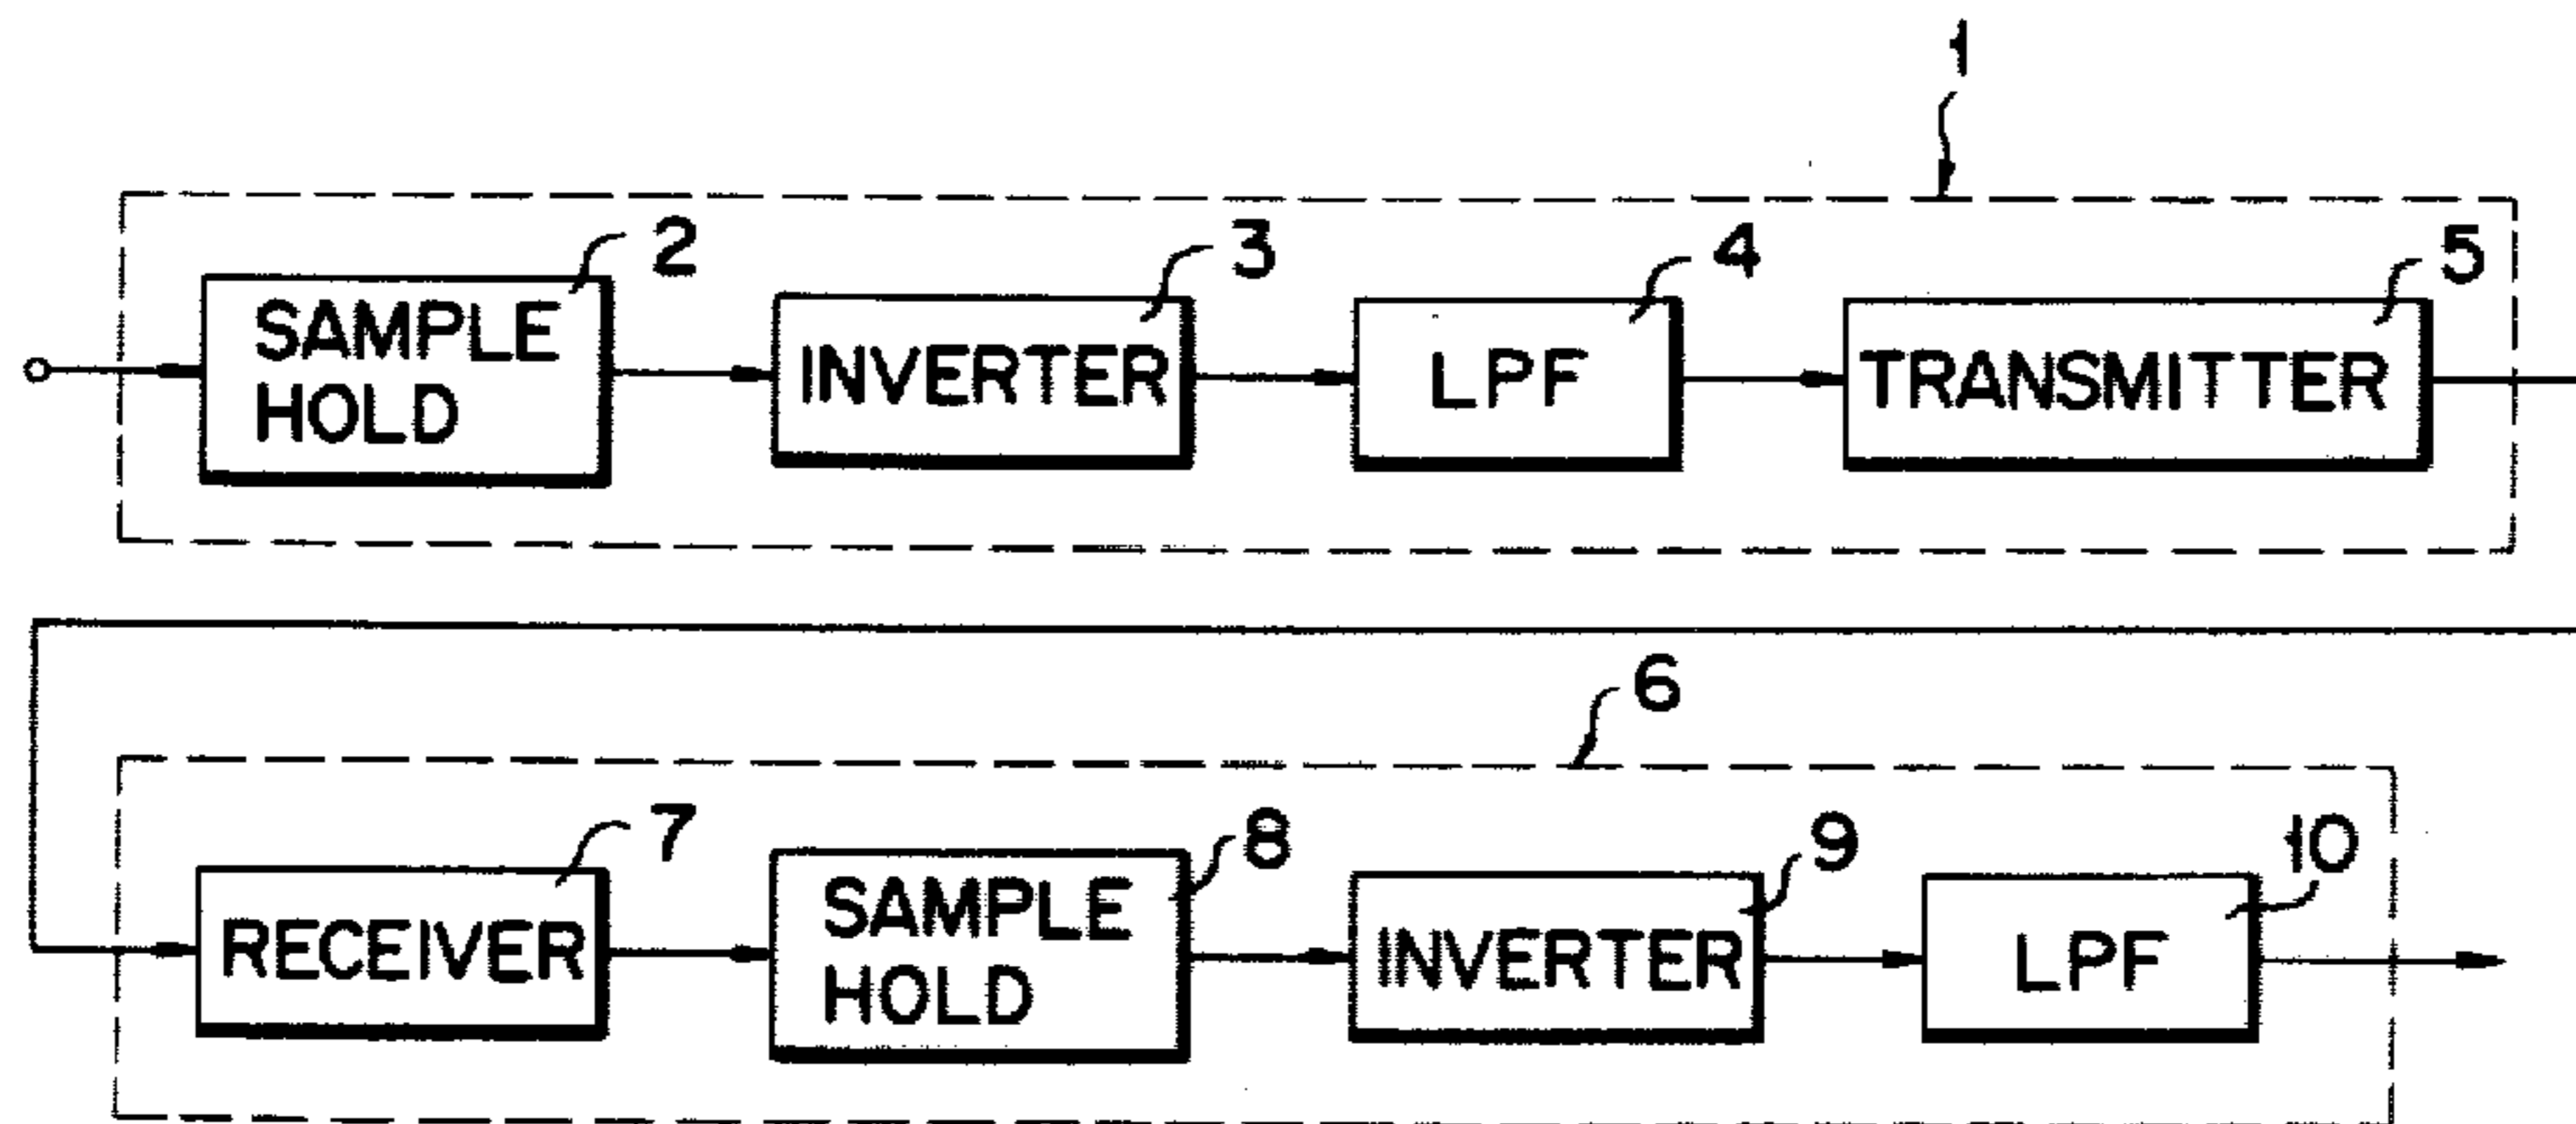 1
2
3
4
5
SAMPLE
HOLD
INVERTER
LPF
TRANSMITTER
6
7
8
9
10
RECEIVER
SAMPLE
HOLD
INVERTER
LPF